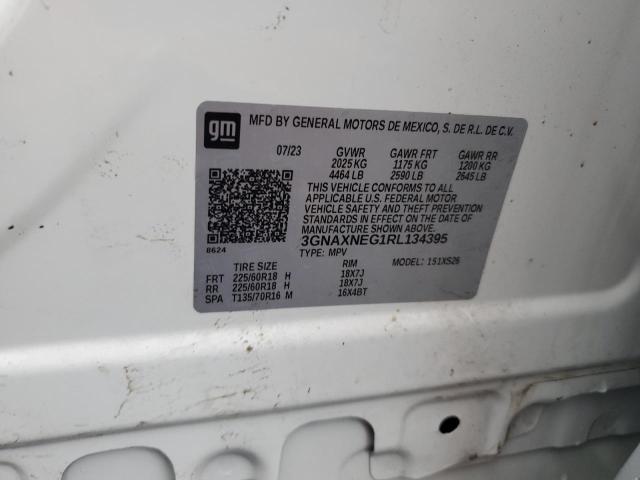 gm MFD BY GENERAL MOTORS DE MEXICO, S. DE R.L. DE C.V.
07/23 GVWR GAWR FRT GAWR RR
2025 KG 1175 KG 1200 KG
4464 LB 2590 LB 2645 LB
THIS VEHICLE CONFORMS TO ALL
APPLICABLE U.S. FEDERAL MOTOR
VEHICLE SAFETY AND THEFT PREVENTION
STANDARDS IN EFFECT ON THE DATE OF
MANUFACTURE SHOWN ABOVE.
3GNAXNEG1RL134395
8624 TYPE: MPV MODEL: 151XS26
TIRE SIZE RIM
FRT 225/60R18 H 18X7J
RR 225/60R18 H 18X7J
SPA T135/70R16 M 16X4BT